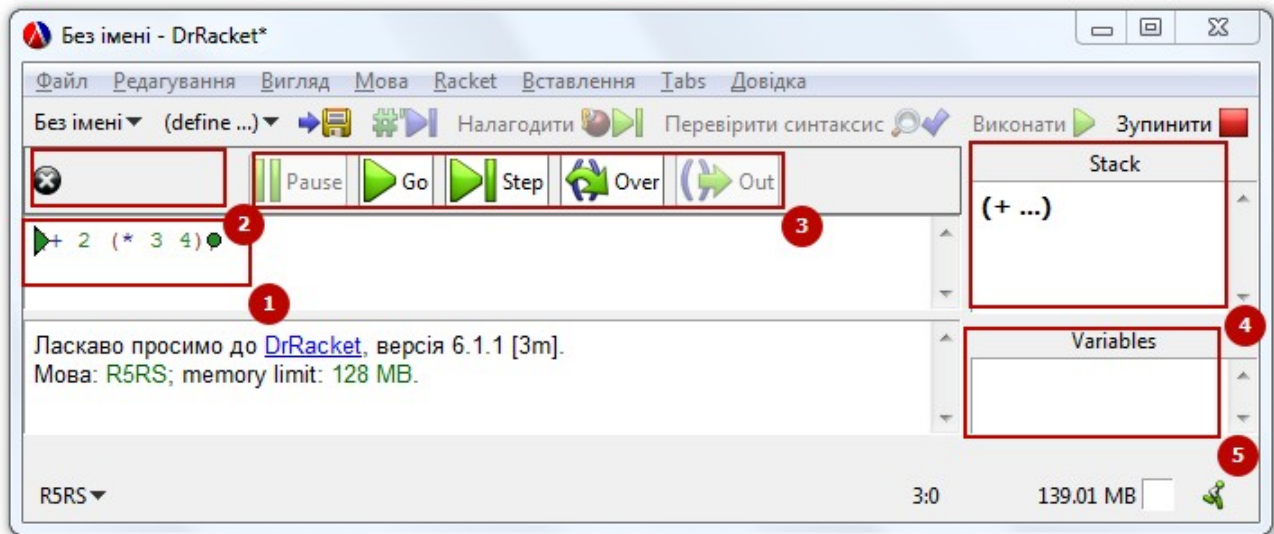 Без імені - DrRacket*
Файл Редагування Вигляд Мова Racket Вставлення Tabs Довідка
Без імені (define ...) Налагодити Перевірити синтаксис Виконати Зупинити
Pause Go Step Over Out
2
3
+ 2 (* 3 4)
1
Stack
(+ ...)
4
Ласкаво просимо до DrRacket, версія 6.1.1 [3m].
Мова: R5RS; memory limit: 128 MB.
Variables
5
R5RS 3:0 139.01 MB